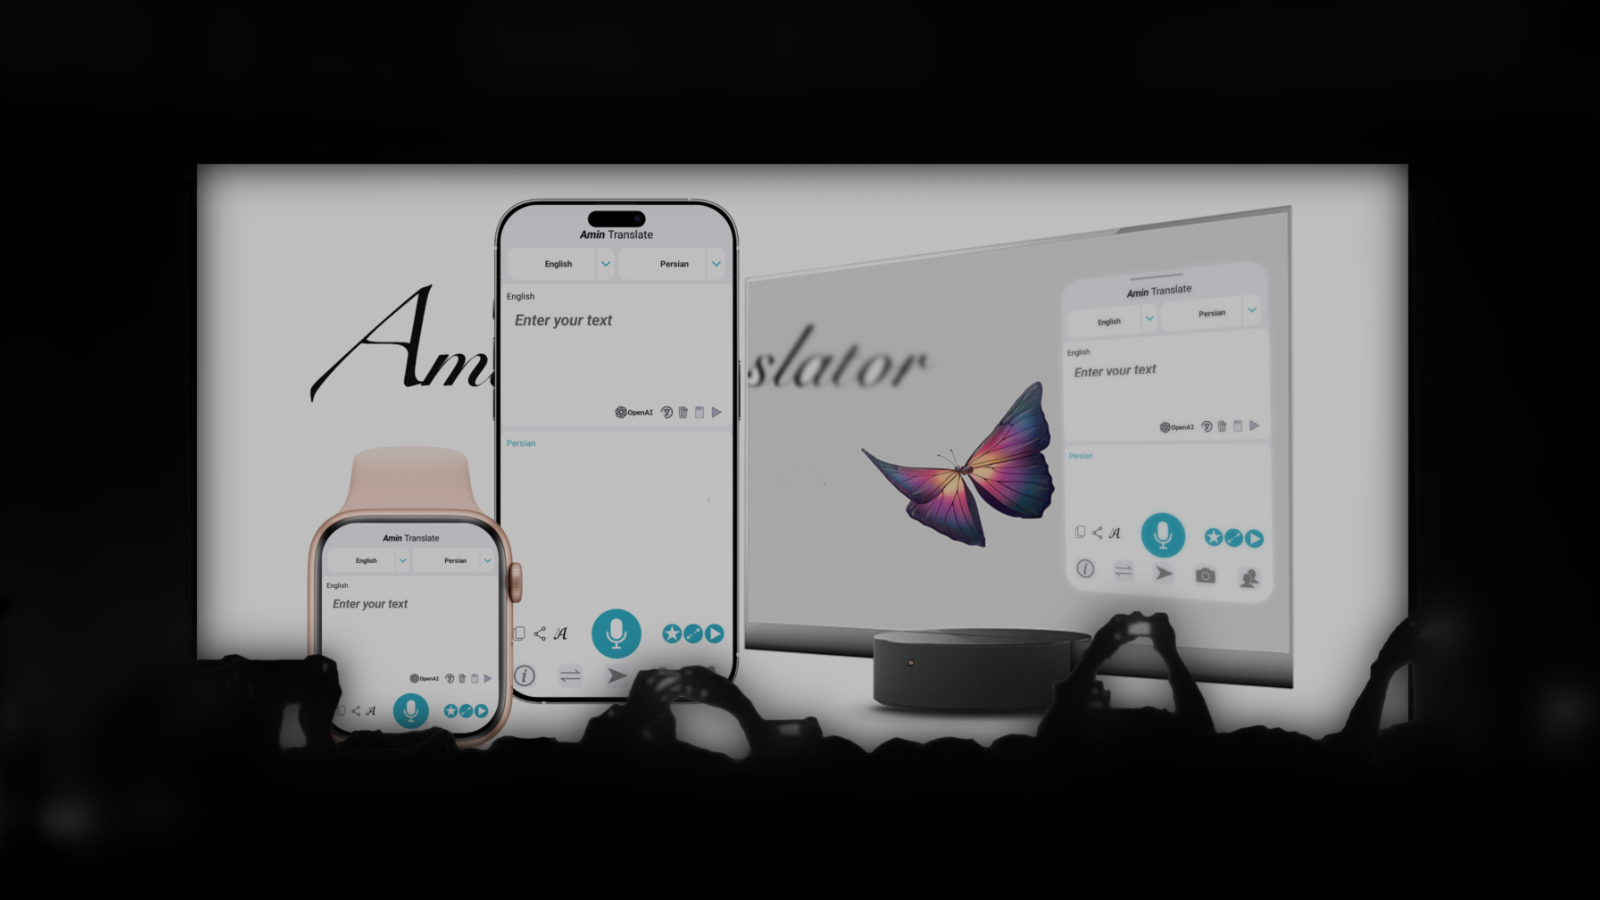 Amin Translate
English
Persian
English
Enter your text
OpenAI
Persian
slator
Amin Translate
English
Persian
English
Enter your text
OpenAI
Persian
Amin Translate
English
Persian
English
Enter your text
OpenAI